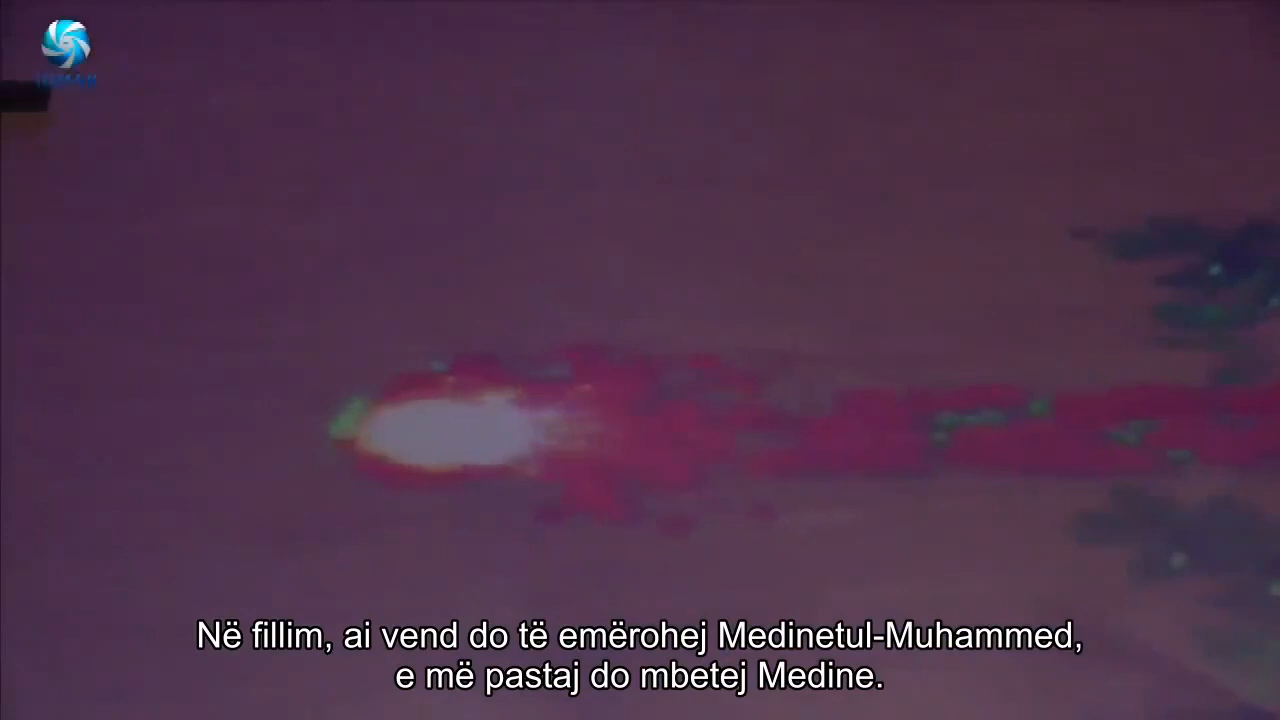 Në fillim, ai vend do të emërohej Medinetul-Muhammed,
e më pastaj do mbetej Medine.